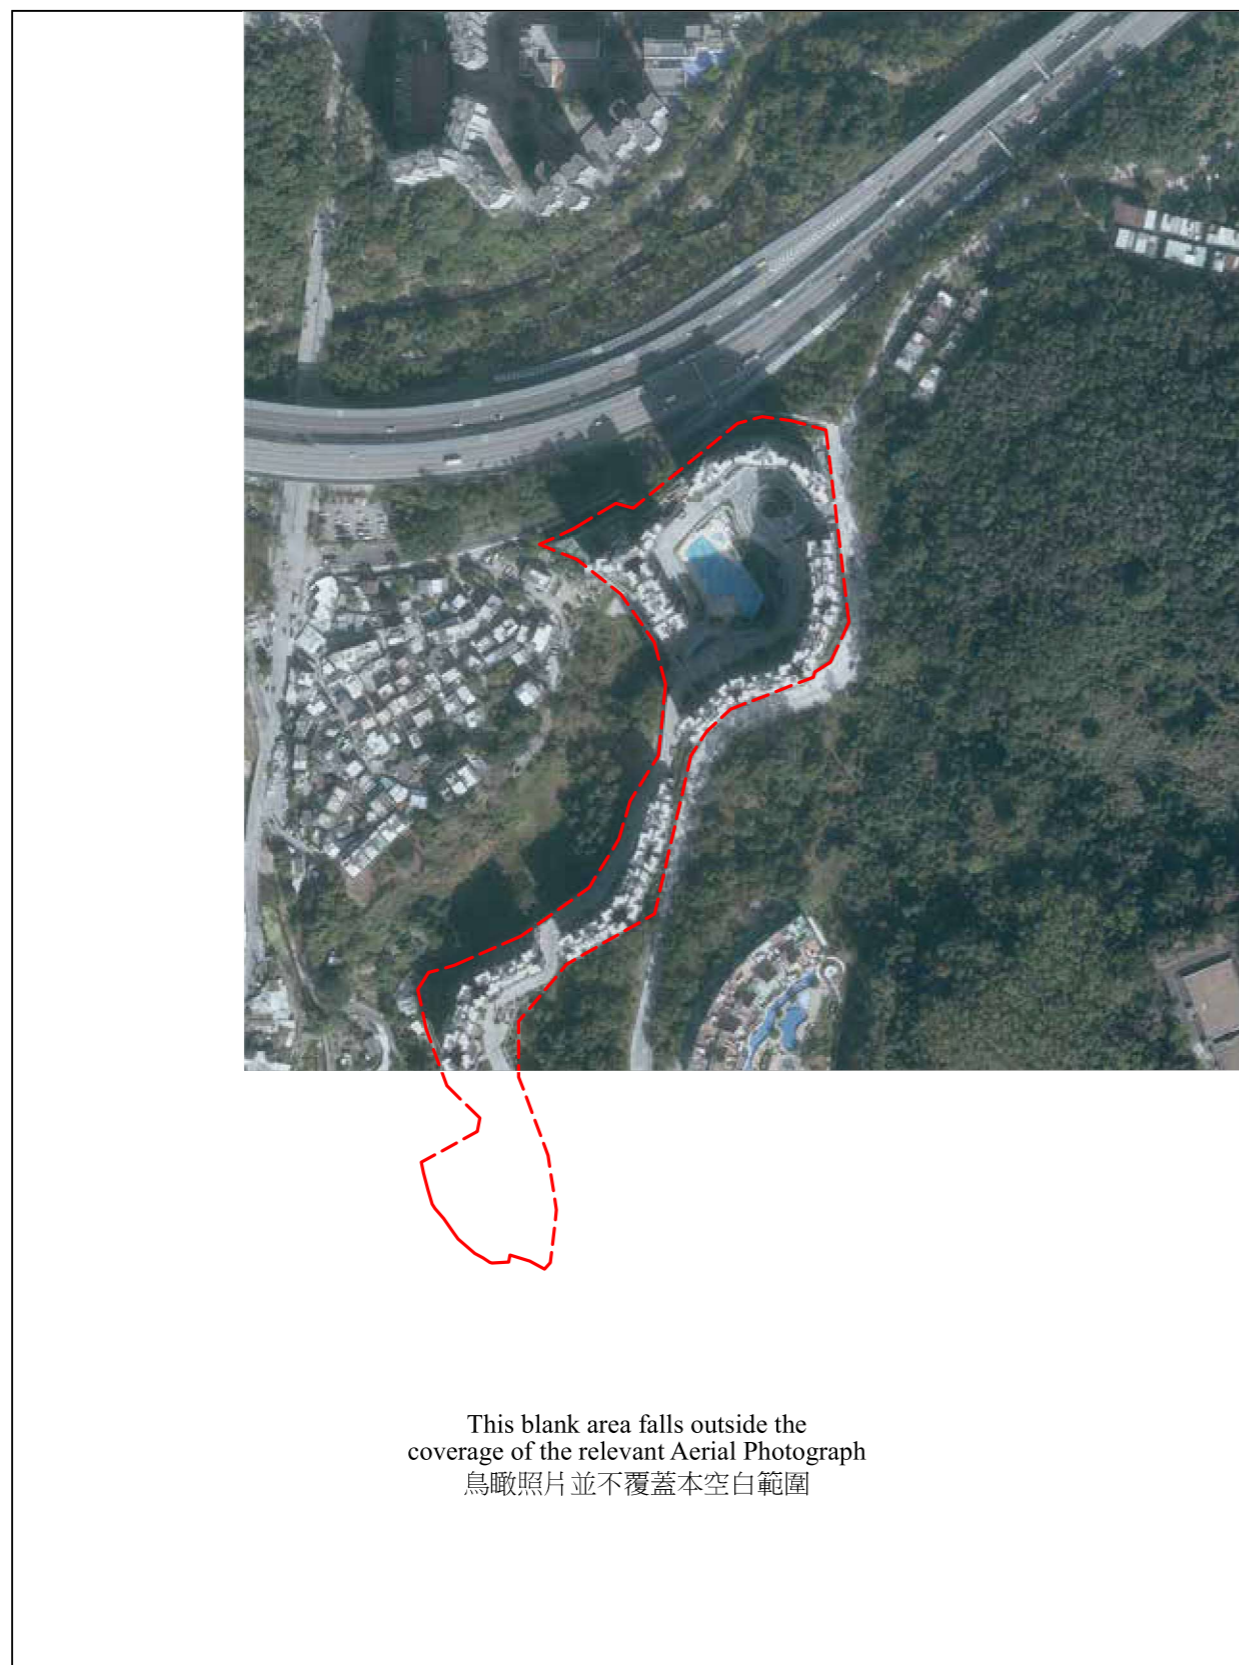 This blank area falls outside the
coverage of the relevant Aerial Photograph
鳥瞰照片並不覆蓋本空白範圍